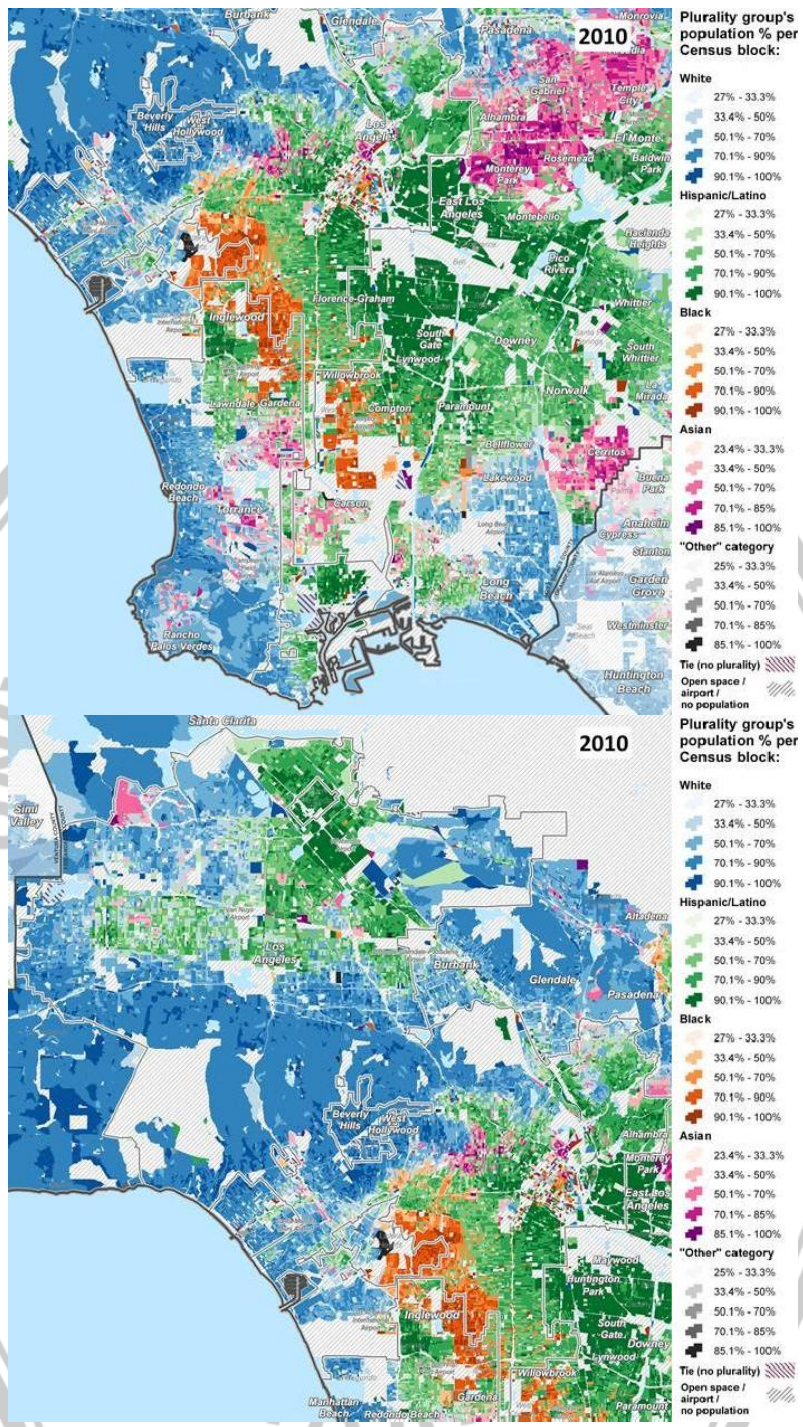 Burbank
Glendale
Pasadena
Monrovia
2010
Arcadia
San
Gabriel
Temple
City
Beverly
Hills
West
Hollywood
Los
Angeles
Alhambra
El Monte
Rosemead
Baldwin
Park
Monterey
Park
East Los
Angeles
Montebello
Hacienda
Heights
Pico
Rivera
Florence-Graham
Inglewood
Whittier
South
Gate
Downey
South
Whittier
Lynwood
Willowbrook
La
Mirada
Lawndale
Gardena
Compton
Paramount
Norwalk
Bellflower
Cerritos
Redondo
Beach
Lakewood
Buena
Park
Torrance
Carson
Long Beach
Airport
Anaheim
Cypress
Stanton
Garden
Grove
Long
Beach
Seal
Beach
Westminster
Rancho
Palos Verdes
Huntington
Beach
Plurality group's
population % per
Census block:
White
27% - 33.3%
33.4% - 50%
50.1% - 70%
70.1% - 90%
90.1% - 100%
Hispanic/Latino
27% - 33.3%
33.4% - 50%
50.1% - 70%
70.1% - 90%
90.1% - 100%
Black
27% - 33.3%
33.4% - 50%
50.1% - 70%
70.1% - 90%
90.1% - 100%
Asian
23.4% - 33.3%
33.4% - 50%
50.1% - 70%
70.1% - 85%
85.1% - 100%
"Other" category
25% - 33.3%
33.4% - 50%
50.1% - 70%
70.1% - 85%
85.1% - 100%
Tie (no plurality)
Open space /
airport /
no population
Santa Clarita
2010
Simi
Valley
VENTURA COUNTY
Van Nuys
Airport
Los
Angeles
Burbank
Altadena
Glendale
Pasadena
Beverly
Hills
West
Hollywood
Alhambra
Monterey
Park
East Los
Angeles
Maywood
Huntington
Park
Inglewood
South
Gate
Downey
Lynwood
Willowbrook
Manhattan
Beach
Redondo Beach
Gardena
Paramount
Plurality group's
population % per
Census block:
White
27% - 33.3%
33.4% - 50%
50.1% - 70%
70.1% - 90%
90.1% - 100%
Hispanic/Latino
27% - 33.3%
33.4% - 50%
50.1% - 70%
70.1% - 90%
90.1% - 100%
Black
27% - 33.3%
33.4% - 50%
50.1% - 70%
70.1% - 90%
90.1% - 100%
Asian
23.4% - 33.3%
33.4% - 50%
50.1% - 70%
70.1% - 85%
85.1% - 100%
"Other" category
25% - 33.3%
33.4% - 50%
50.1% - 70%
70.1% - 85%
85.1% - 100%
Tie (no plurality)
Open space /
airport /
no population